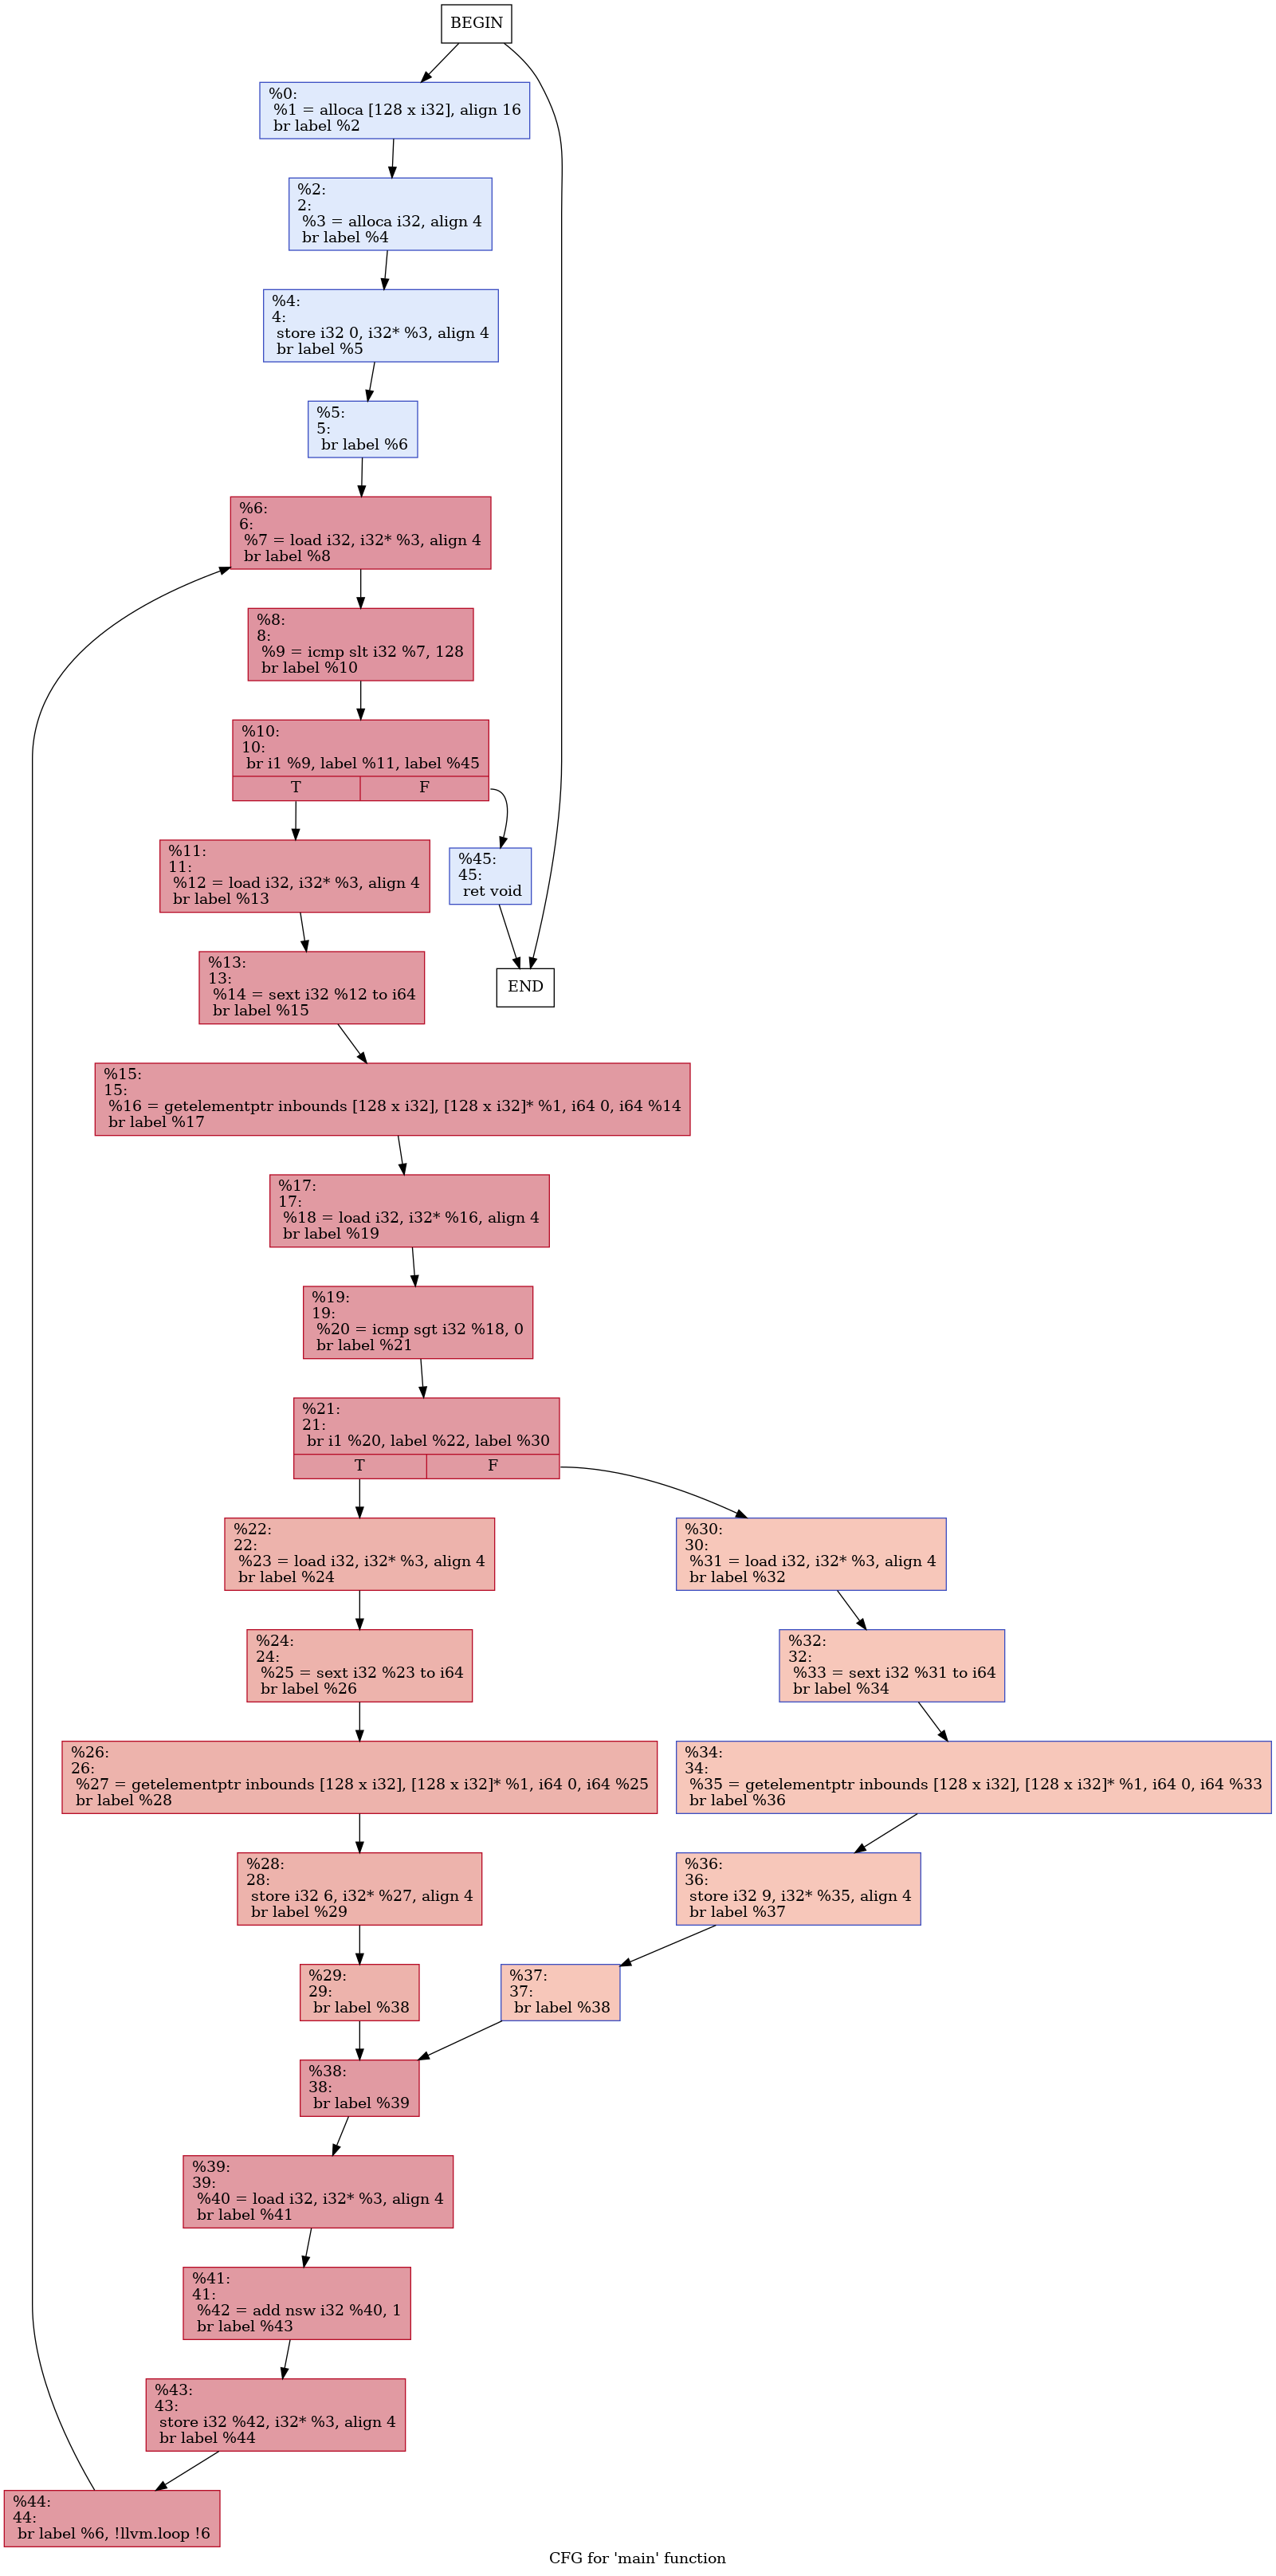 BEGIN
%0:
%1 = alloca [128 x i32], align 16
br label %2
%2:
2:
%3 = alloca i32, align 4
br label %4
%4:
4:
store i32 0, i32* %3, align 4
br label %5
%5:
5:
br label %6
%6:
6:
%7 = load i32, i32* %3, align 4
br label %8
%8:
8:
%9 = icmp slt i32 %7, 128
br label %10
%10:
10:
br i1 %9, label %11, label %45
T F
%11:
11:
%12 = load i32, i32* %3, align 4
br label %13
%45:
45:
ret void
%13:
13:
%14 = sext i32 %12 to i64
br label %15
END
%15:
15:
%16 = getelementptr inbounds [128 x i32], [128 x i32]* %1, i64 0, i64 %14
br label %17
%17:
17:
%18 = load i32, i32* %16, align 4
br label %19
%19:
19:
%20 = icmp sgt i32 %18, 0
br label %21
%21:
21:
br i1 %20, label %22, label %30
T F
%22:
22:
%23 = load i32, i32* %3, align 4
br label %24
%30:
30:
%31 = load i32, i32* %3, align 4
br label %32
%24:
24:
%25 = sext i32 %23 to i64
br label %26
%32:
32:
%33 = sext i32 %31 to i64
br label %34
%26:
26:
%27 = getelementptr inbounds [128 x i32], [128 x i32]* %1, i64 0, i64 %25
br label %28
%34:
34:
%35 = getelementptr inbounds [128 x i32], [128 x i32]* %1, i64 0, i64 %33
br label %36
%28:
28:
store i32 6, i32* %27, align 4
br label %29
%36:
36:
store i32 9, i32* %35, align 4
br label %37
%29:
29:
br label %38
%37:
37:
br label %38
%38:
38:
br label %39
%39:
39:
%40 = load i32, i32* %3, align 4
br label %41
%41:
41:
%42 = add nsw i32 %40, 1
br label %43
%43:
43:
store i32 %42, i32* %3, align 4
br label %44
%44:
44:
br label %6, !llvm.loop !6
CFG for 'main' function